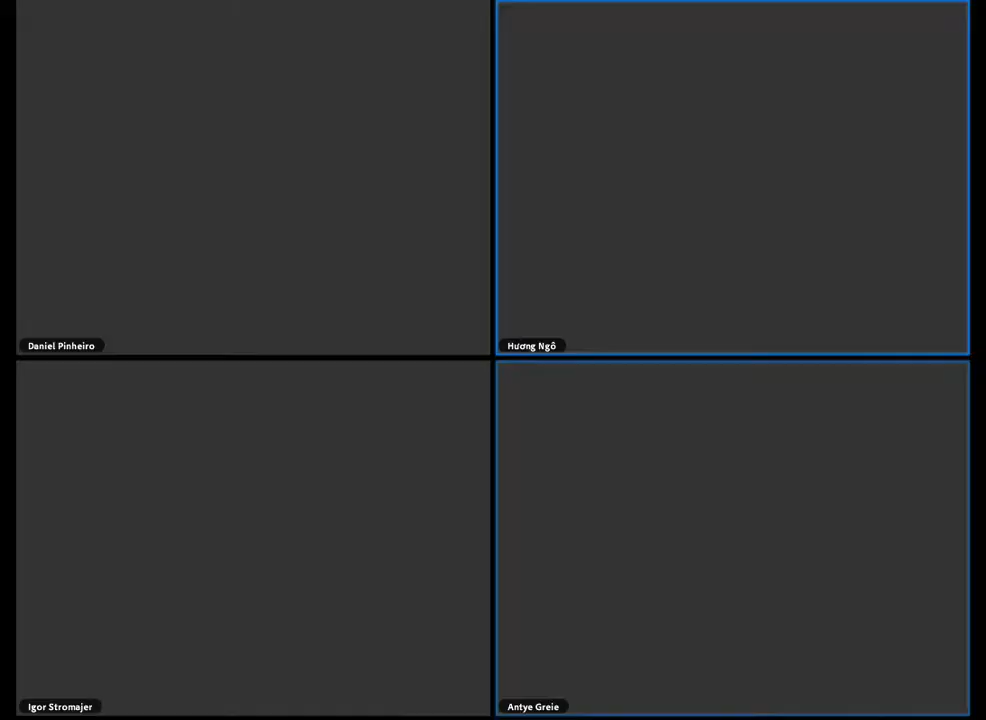 Daniel Pinheiro
Hương Ngô
Igor Stromajer
Antye Greie